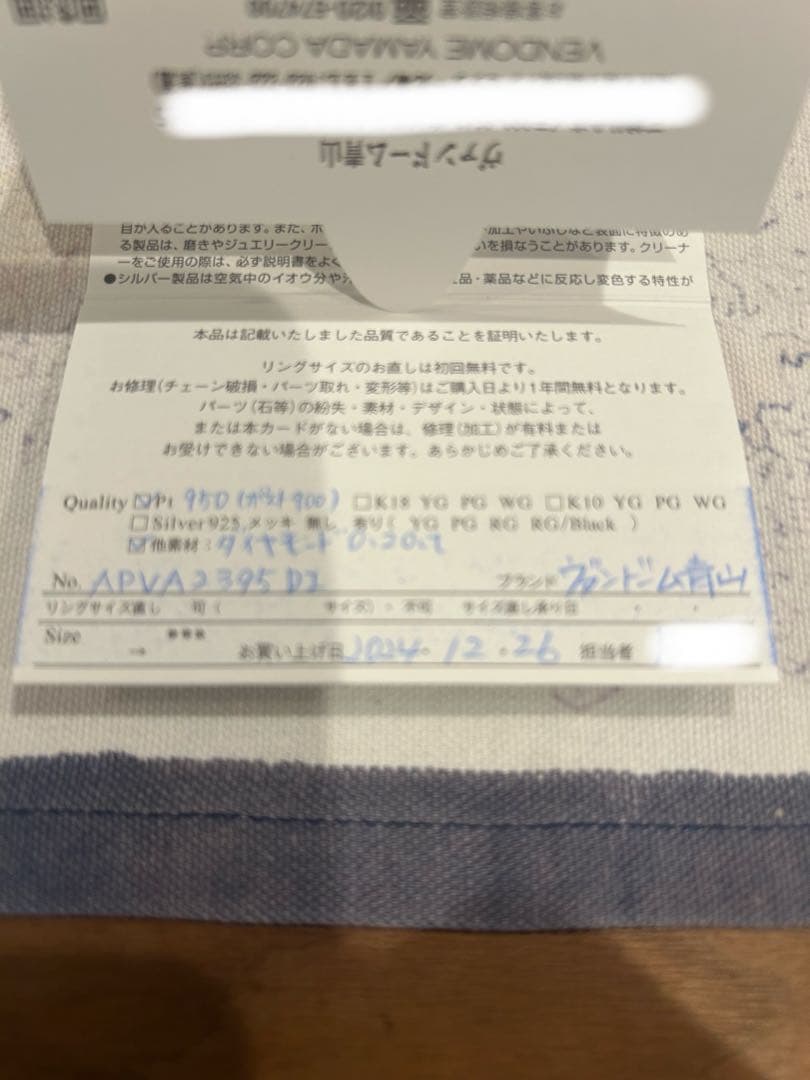 VENDOME YAMADA CORP.
ヴァンドーム青山
目が入ることがあります。また、ホ
る製品は、磨きやジュエリークリー
いを損なうことがあります。クリーナ
ーをご使用の際は、必ず説明書をよく
●シルバー製品は空気中のイオウ分や
品・薬品などに反応し変色する特性が
本品は記載いたしました品質であることを証明いたします。
リングサイズのお直しは初回無料です。
お修理(チェーン破損・パーツ取れ・変形等)はご購入日より1年間無料となります。
パーツ(石等)の紛失・素材・デザイン・状態によって、
または本カードがない場合は、修理(加工)が有料または
お受けできない場合がございます。あらかじめご了承ください。
Quality ☑Pt 950 ( 900) □K18 YG PG WG □K10 YG PG WG
□Silver925,メッキ 無し 有り( YG PG RG RG/Black )
☑他素材:ダイヤモンド 0.20ct
No. APVA2395DI ブランド ヴァンドーム青山
リングサイズ直し 可( サイズ)・不可 サイズ直し承り日
Size → お買い上げ日 2024.12.26 担当者